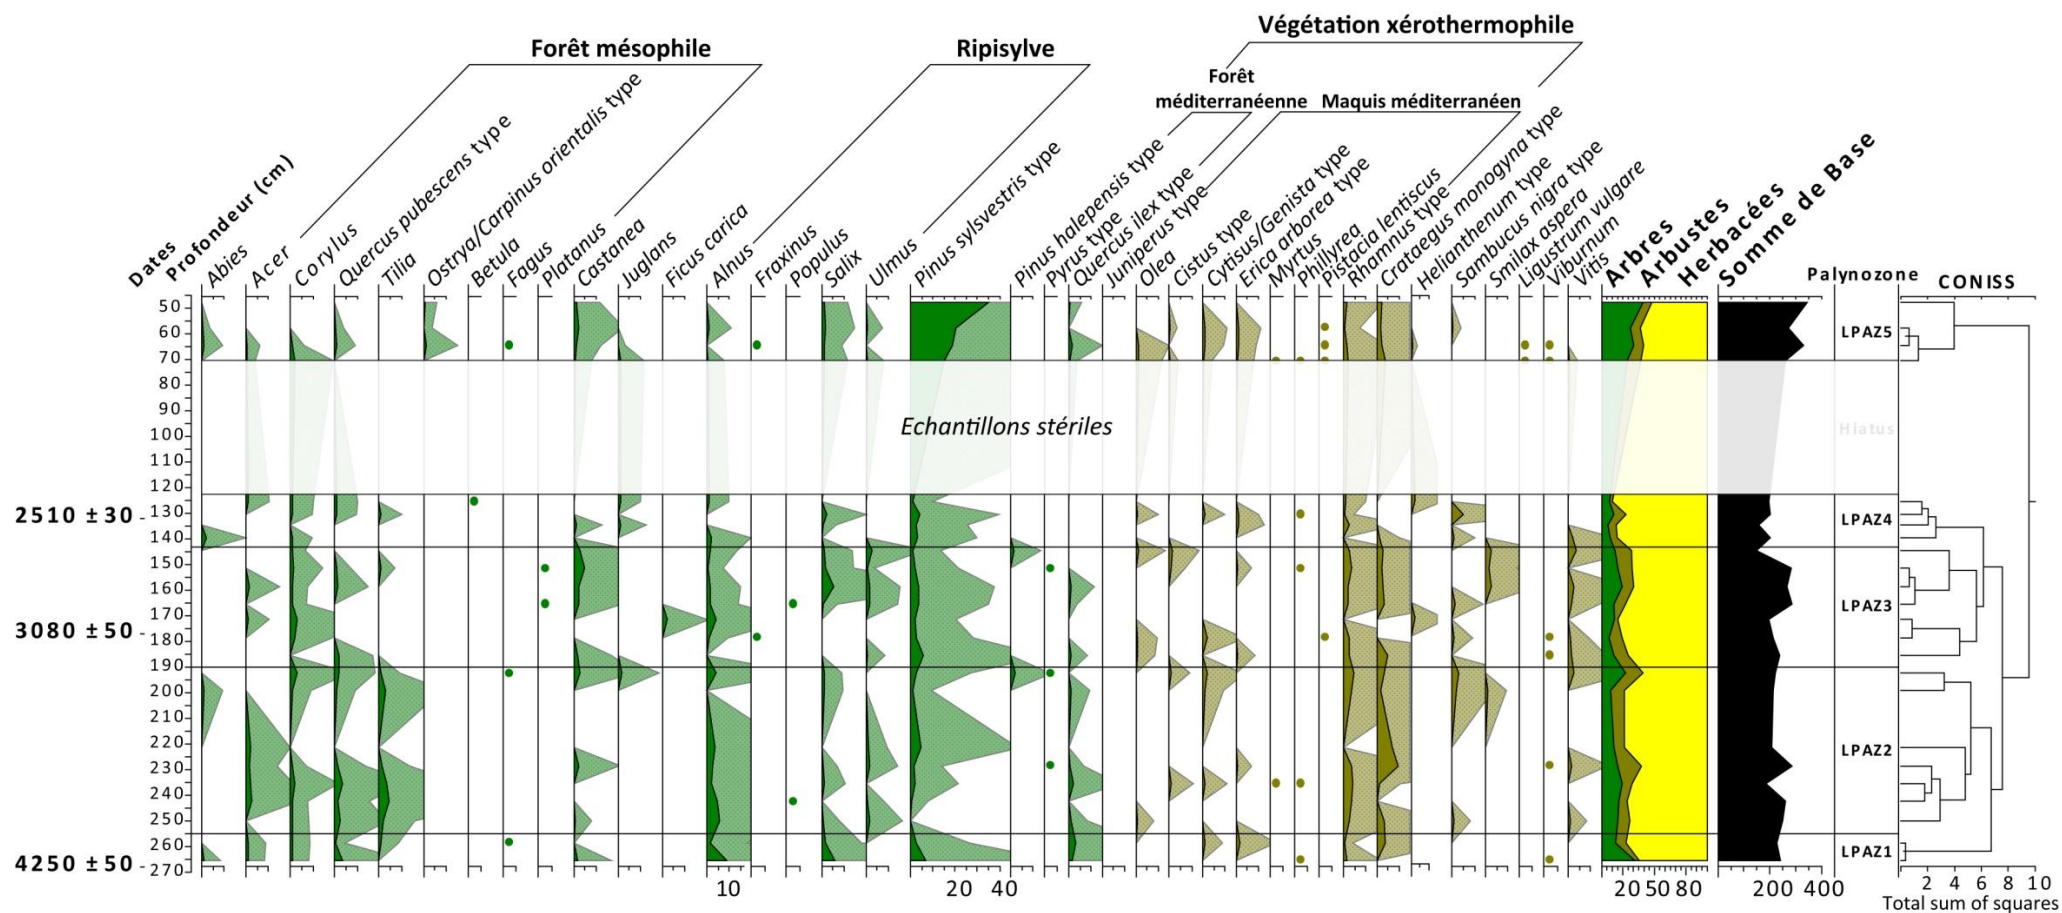 Végétation xérothermophile
Forêt mésophile
Ripisylve
Forêt méditerranéenne
Maquis méditerranéen
Dates
Profondeur (cm)
Abies
Acer
Corylus
Quercus pubescens type
Tilia
Ostrya/Carpinus orientalis type
Betula
Fagus
Platanus
Castanea
Juglans
Ficus carica
Alnus
Fraxinus
Populus
Salix
Ulmus
Pinus sylsvestris type
Pinus halepensis type
Pyrus type
Quercus ilex type
Juniperus type
Olea
Cistus type
Cytisus/Genista type
Erica arborea type
Myrtus
Phillyrea
Pistacia lentiscus
Rhamnus type
Crataegus monogyna type
Helianthenum type
Sambucus nigra type
Smilax aspera
Ligustrum vulgare
Viburnum
Vitis
Arbres
Arbustes
Herbacées
Somme de Base
Palynozone
CONISS
50
60
70
80
90
100
110
120
130
140
150
160
170
180
190
200
210
220
230
240
250
260
270
2510 ± 30
3080 ± 50
4250 ± 50
Echantillons stériles
LPAZ5
Hiatus
LPAZ4
LPAZ3
LPAZ2
LPAZ1
10
20 40
20 50 80
200 400
2 4 6 8 10
Total sum of squares